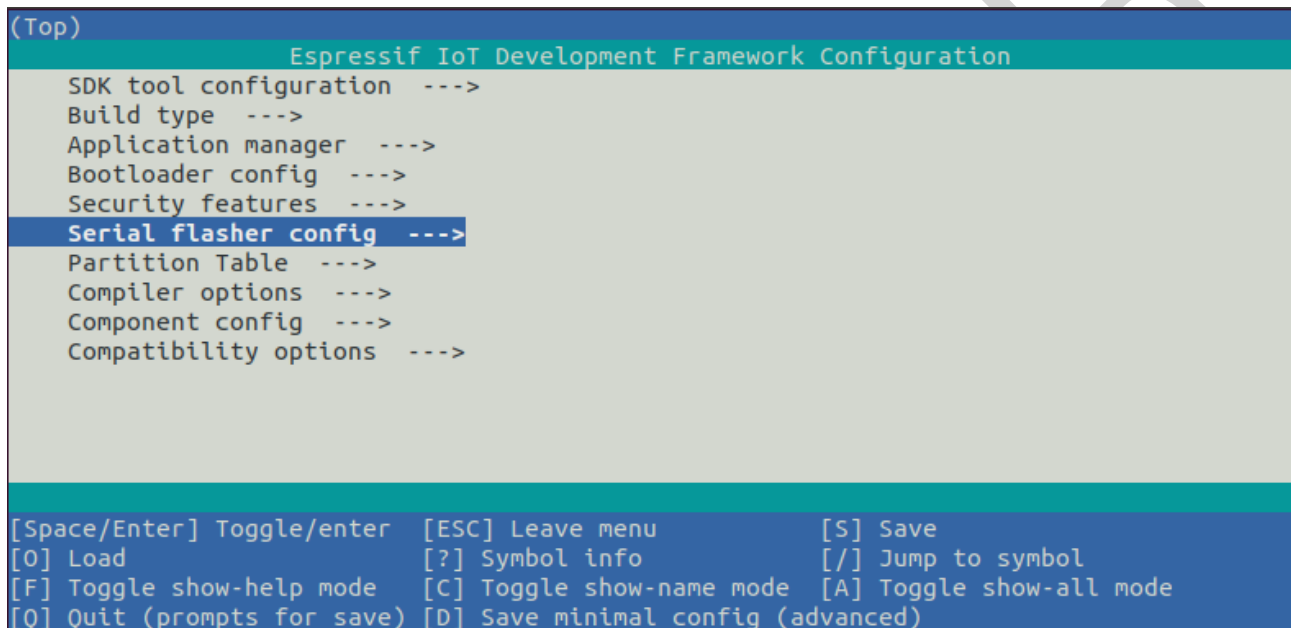 (Top)
Espressif IoT Development Framework Configuration
SDK tool configuration --->
Build type --->
Application manager --->
Bootloader config --->
Security features --->
Serial flasher config --->
Partition Table --->
Compiler options --->
Component config --->
Compatibility options --->
[Space/Enter] Toggle/enter [ESC] Leave menu [S] Save
[O] Load [?] Symbol info [/] Jump to symbol
[F] Toggle show-help mode [C] Toggle show-name mode [A] Toggle show-all mode
[Q] Quit (prompts for save) [D] Save minimal config (advanced)